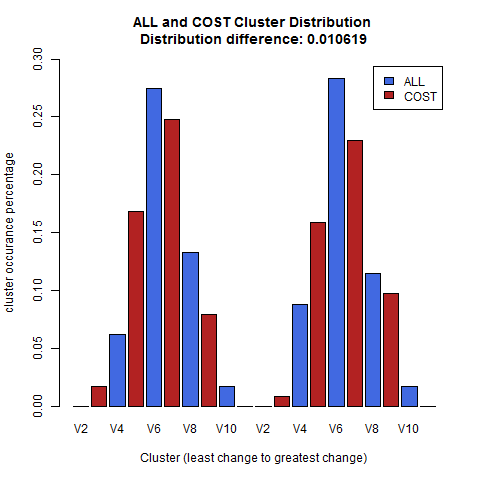 ALL and COST Cluster Distribution
Distribution difference: 0.010619
ALL
COST
cluster occurance percentage
0.30
0.25
0.20
0.15
0.10
0.05
0.00
V2 V4 V6 V8 V10 V2 V4 V6 V8 V10
Cluster (least change to greatest change)